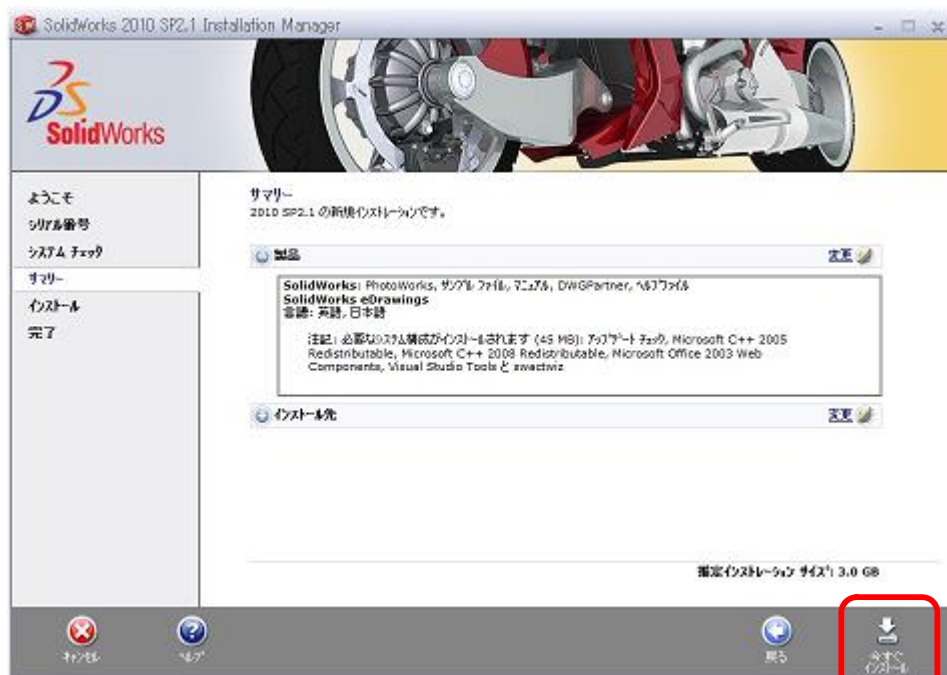 SolidWorks 2010 SP2.1 Installation Manager
SolidWorks
ようこそ
シリアル番号
システム チェック
サマリー
インストール
完了
サマリー
2010 SP2.1 の新規インストレーションです。
製品
変更
SolidWorks: PhotoWorks, サンプル ファイル, マニュアル, DWGPartner, ヘルプファイル
SolidWorks eDrawings
言語: 英語, 日本語
注記: 必要なシステム構成がインストールされます (45 MB): アップデート チェック, Microsoft C++ 2005
Redistributable, Microsoft C++ 2008 Redistributable, Microsoft Office 2003 Web
Components, Visual Studio Tools と swactwiz
インストール先
変更
推定インストレーション サイズ: 3.0 GB
キャンセル
ヘルプ
戻る
今すぐ
インストール